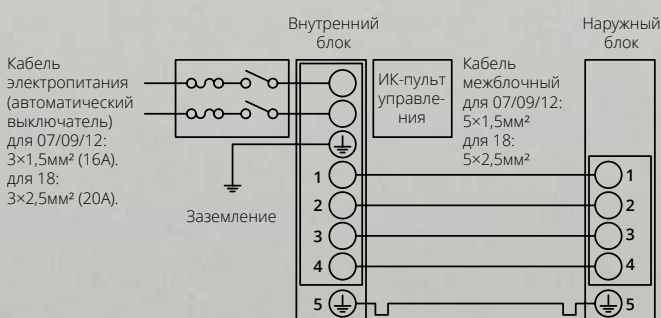 Внутренний
блок
Наружный
блок
Кабель
электропитания
(автоматический
выключатель)
для 07/09/12:
3×1,5мм² (16А).
для 18:
3×2,5мм² (20А).
Заземление
ИК-пульт
управле-
ния
Кабель
межблочный
для 07/09/12:
5×1,5мм²
для 18:
5×2,5мм²
1
2
3
4
5
1
2
3
4
5